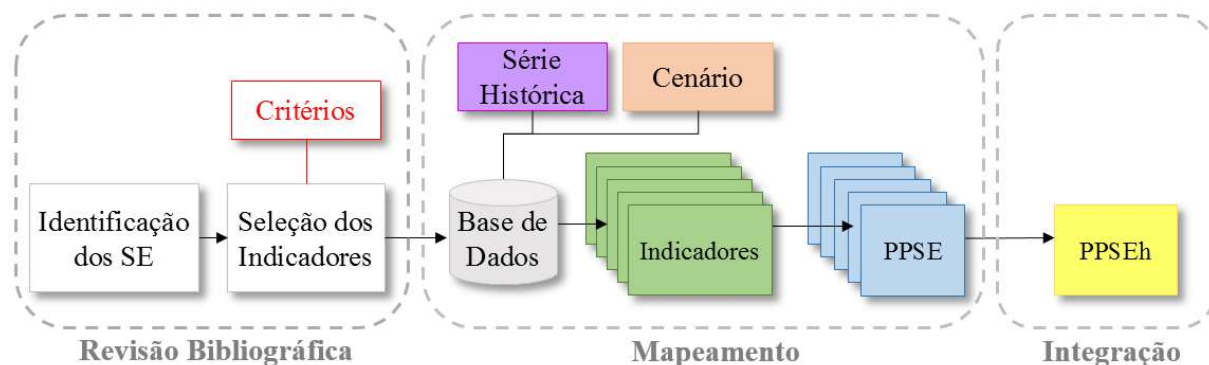 Critérios
Identificação
dos SE
Seleção dos
Indicadores
Revisão Bibliográfica
Série
Histórica
Cenário
Base de
Dados
Indicadores
PPSE
Mapeamento
PPSEh
Integração